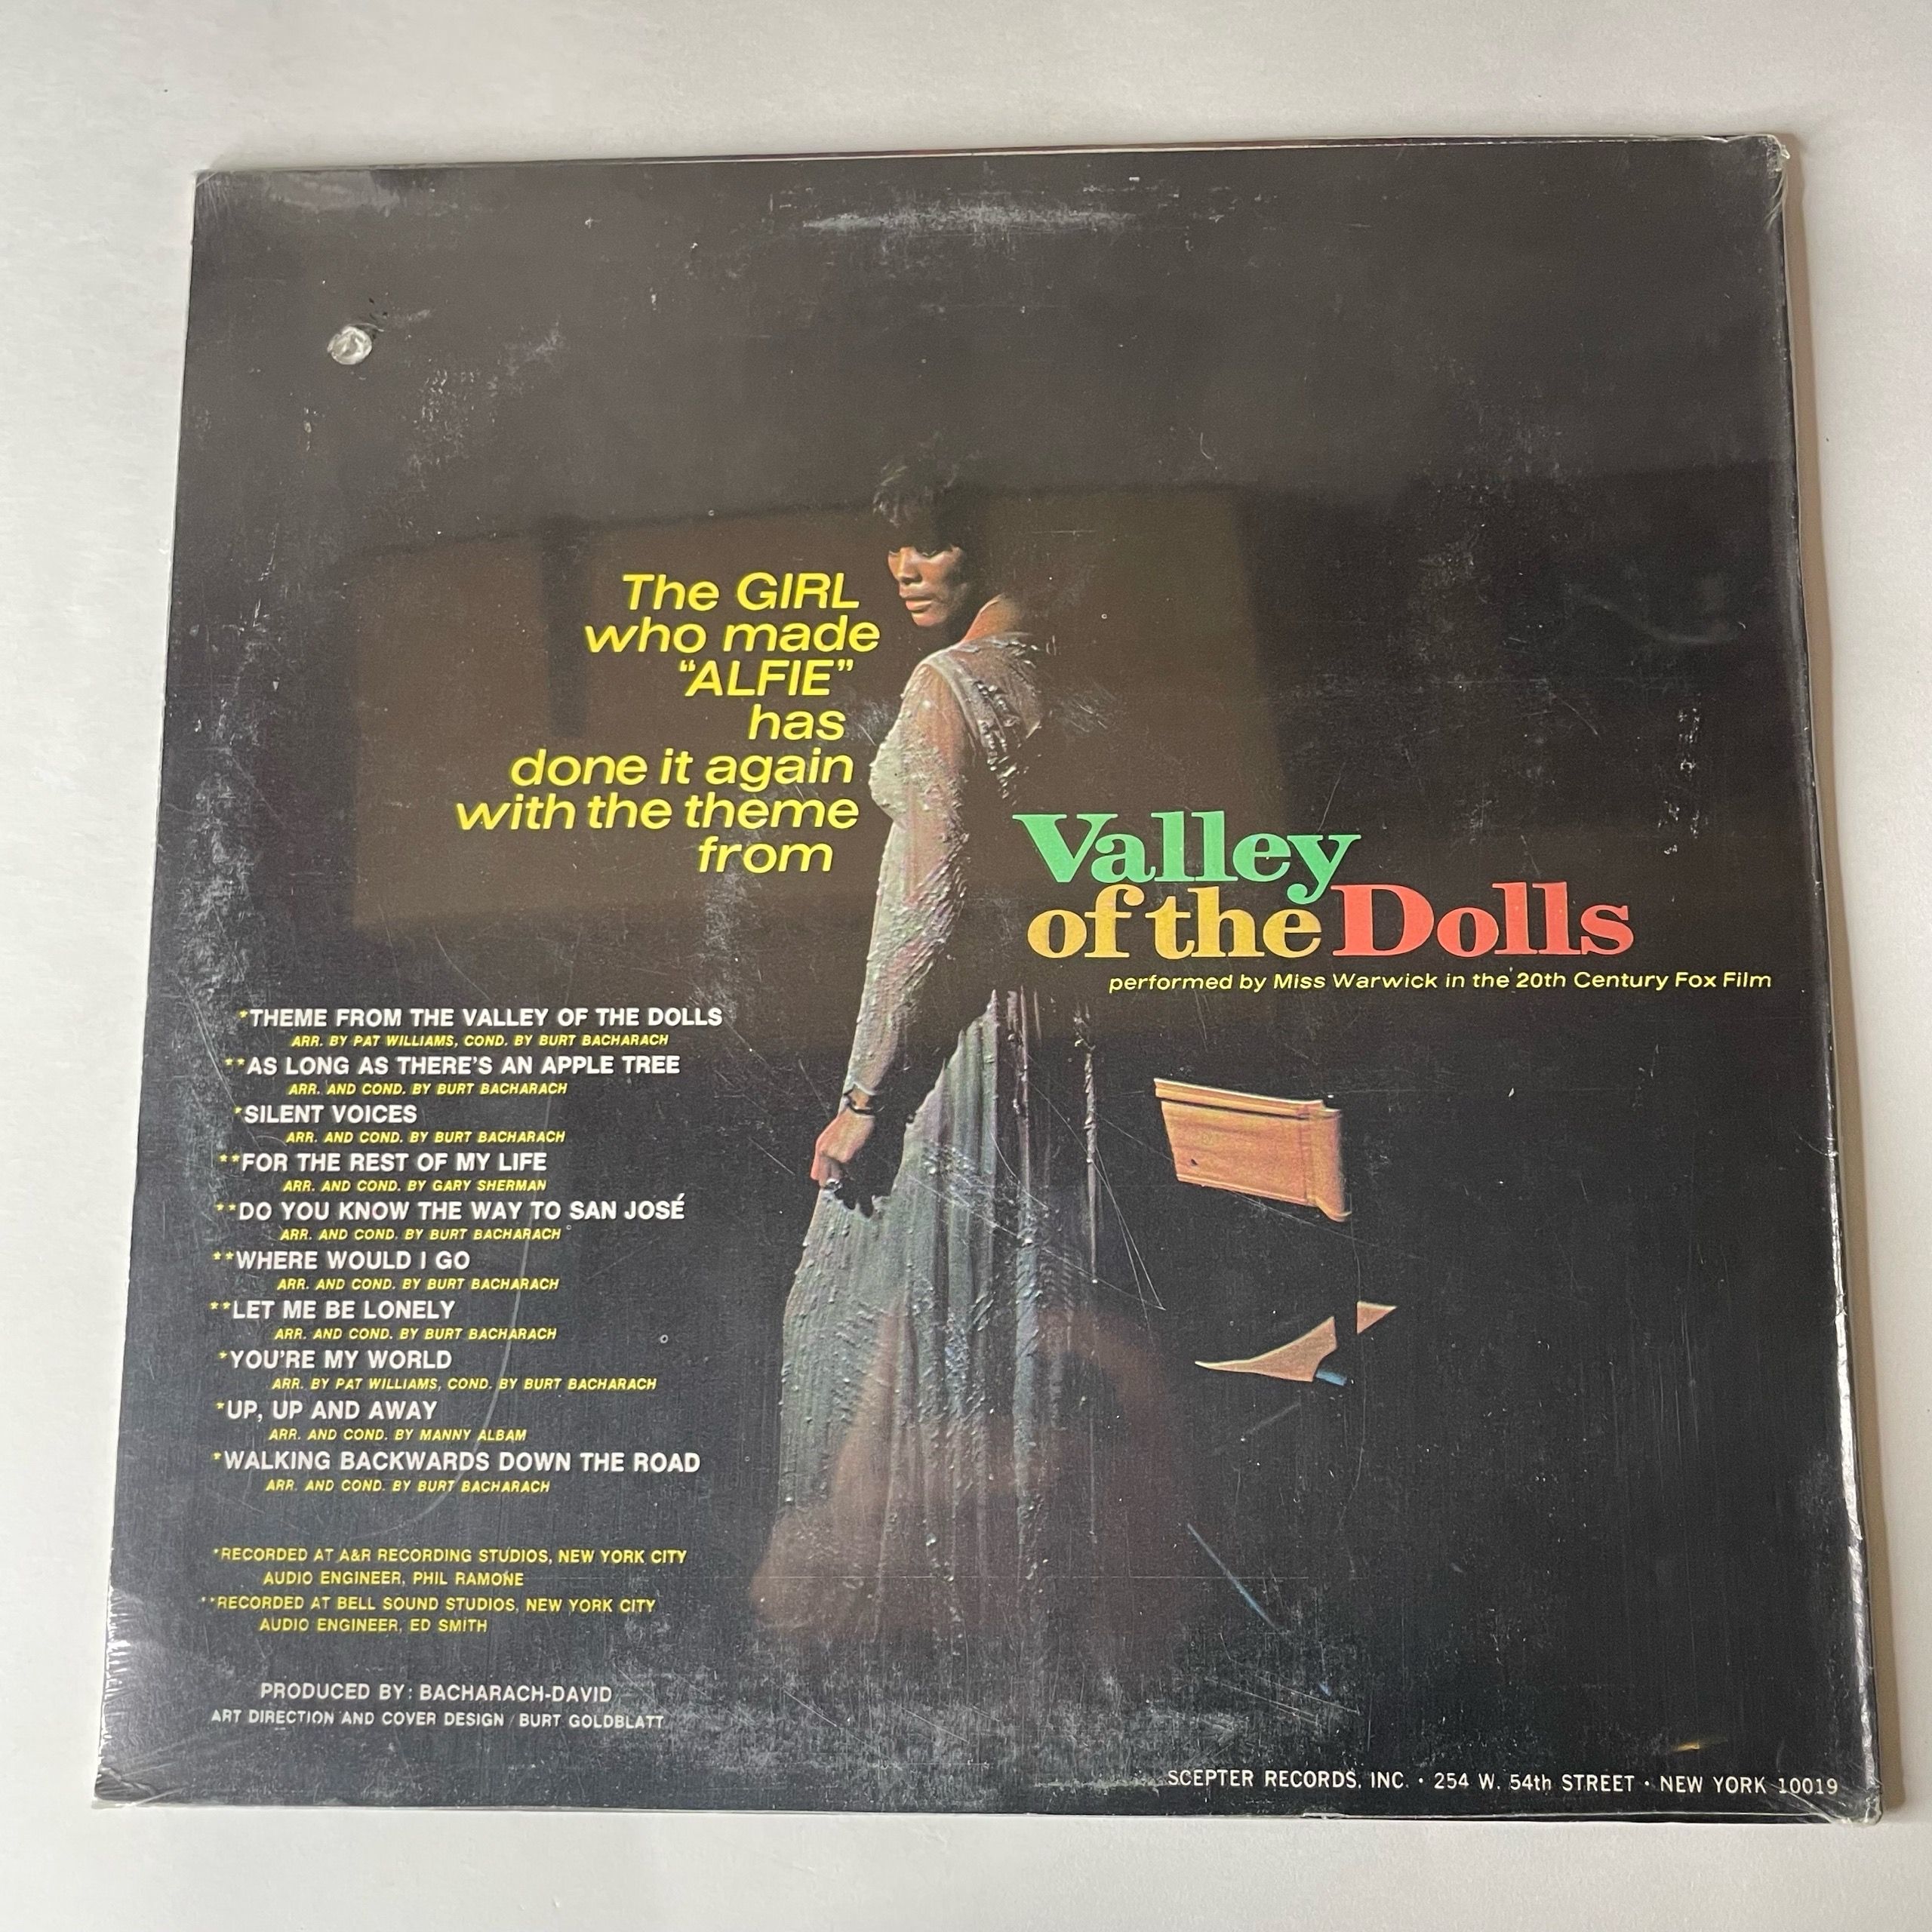 The GIRL
who made
“ALFIE”
has
done it again
with the theme
from
Valley
of the Dolls
performed by Miss Warwick in the 20th Century Fox Film
*THEME FROM THE VALLEY OF THE DOLLS
ARR. BY PAT WILLIAMS, COND. BY BURT BACHARACH
**AS LONG AS THERE'S AN APPLE TREE
ARR. AND COND. BY BURT BACHARACH
*SILENT VOICES
ARR. AND COND. BY BURT BACHARACH
**FOR THE REST OF MY LIFE
ARR. AND COND. BY GARY SHERMAN
**DO YOU KNOW THE WAY TO SAN JOSÉ
ARR. AND COND. BY BURT BACHARACH
**WHERE WOULD I GO
ARR. AND COND. BY BURT BACHARACH
**LET ME BE LONELY
ARR. AND COND. BY BURT BACHARACH
*YOU'RE MY WORLD
ARR. BY PAT WILLIAMS, COND. BY BURT BACHARACH
*UP, UP AND AWAY
ARR. AND COND. BY MANNY ALBAM
*WALKING BACKWARDS DOWN THE ROAD
ARR. AND COND. BY BURT BACHARACH
*RECORDED AT A&R RECORDING STUDIOS, NEW YORK CITY
AUDIO ENGINEER, PHIL RAMONE
**RECORDED AT BELL SOUND STUDIOS, NEW YORK CITY
AUDIO ENGINEER, ED SMITH
PRODUCED BY: BACHARACH-DAVID
ART DIRECTION AND COVER DESIGN / BURT GOLDBLATT
SCEPTER RECORDS, INC. • 254 W. 54th STREET • NEW YORK 10019